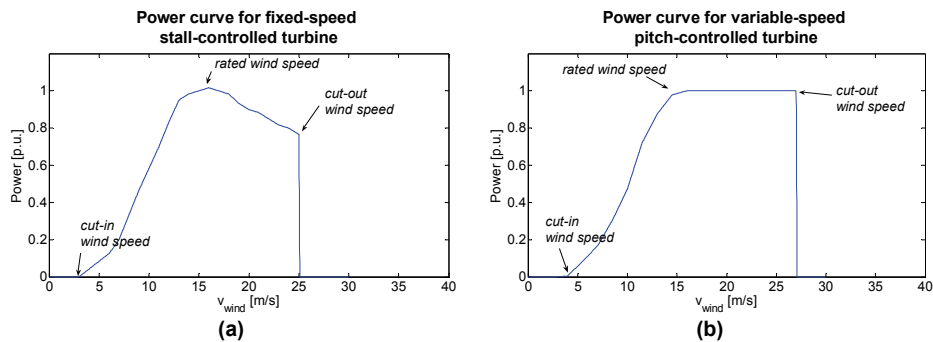 Power curve for fixed-speed
stall-controlled turbine
rated wind speed
cut-out
wind speed
cut-in
wind speed
Power [p.u.]
1
0.8
0.6
0.4
0.2
0
0 5 10 15 20 25 30 35 40
v_wind [m/s]
(a)
Power curve for variable-speed
pitch-controlled turbine
rated wind speed
cut-out
wind speed
cut-in
wind speed
Power [p.u.]
1
0.8
0.6
0.4
0.2
0
0 5 10 15 20 25 30 35 40
v_wind [m/s]
(b)